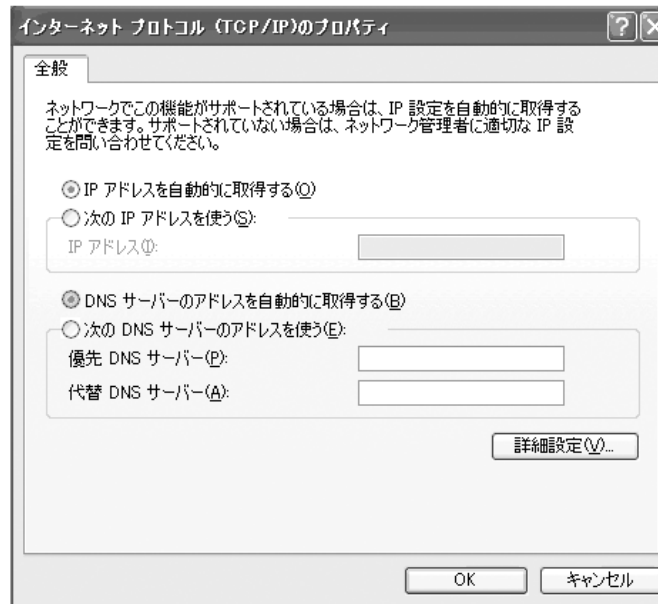 インターネット プロトコル (TCP/IP)のプロパティ
全般
ネットワークでこの機能がサポートされている場合は、IP 設定を自動的に取得する
ことができます。サポートされていない場合は、ネットワーク管理者に適切な IP 設
定を問い合わせてください。
IP アドレスを自動的に取得する(O)
次の IP アドレスを使う(S):
IP アドレス(I):
DNS サーバーのアドレスを自動的に取得する(B)
次の DNS サーバーのアドレスを使う(E):
優先 DNS サーバー(P):
代替 DNS サーバー(A):
詳細設定(V)...
OK
キャンセル